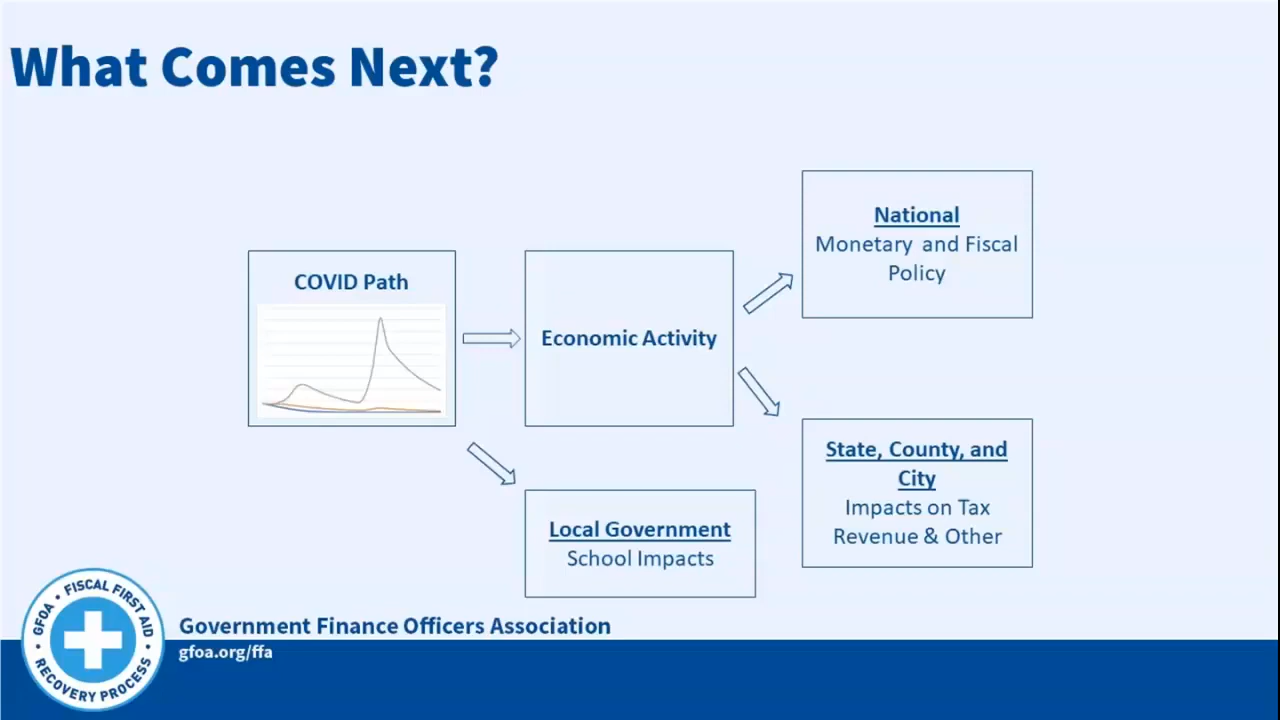 What Comes Next?
COVID Path
Economic Activity
National
Monetary and Fiscal
Policy
State, County, and
City
Impacts on Tax
Revenue & Other
Local Government
School Impacts
GFOA • FISCAL FIRST AID
• RECOVERY PROCESS •
Government Finance Officers Association
gfoa.org/ffa